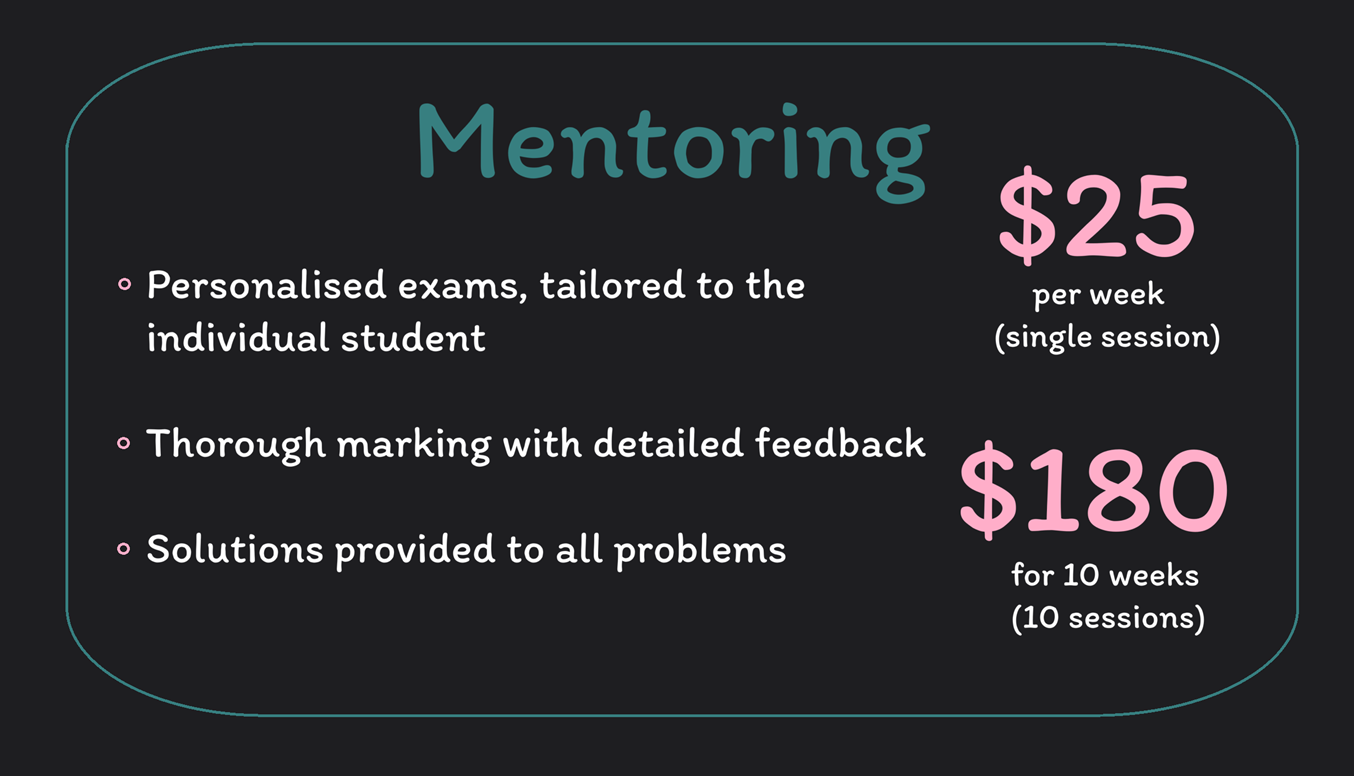 Mentoring
$25
per week
(single session)
Personalised exams, tailored to the
individual student
Thorough marking with detailed feedback
Solutions provided to all problems
$180
for 10 weeks
(10 sessions)